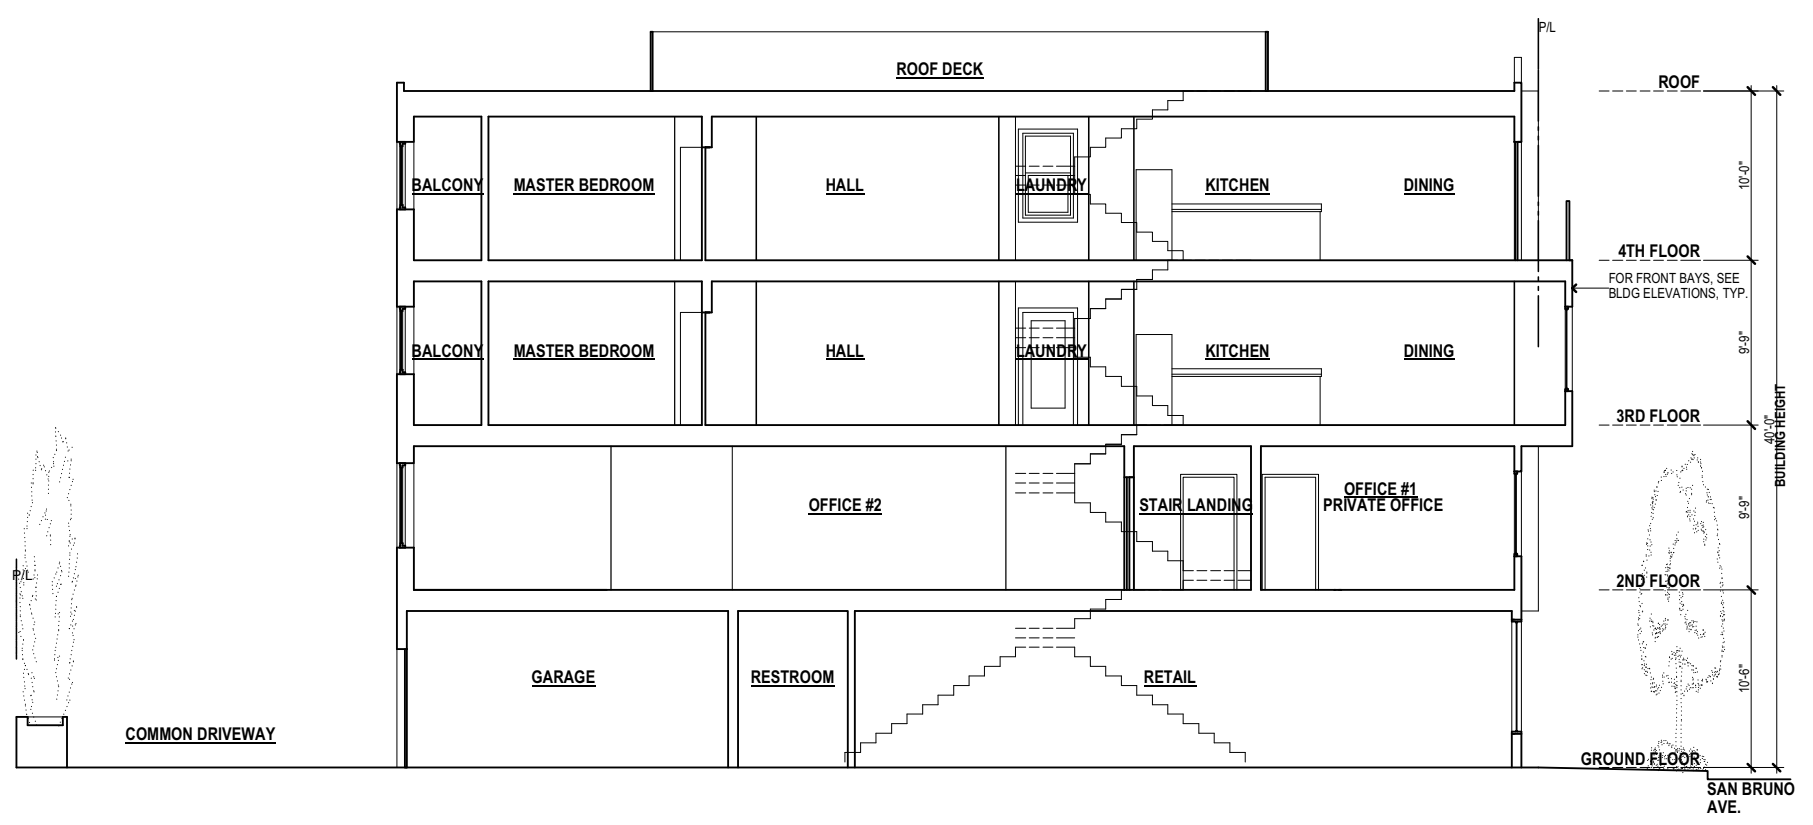 P/L
ROOF DECK
ROOF
BALCONY
MASTER BEDROOM
HALL
LAUNDRY
KITCHEN
DINING
10'-0"
4TH FLOOR
FOR FRONT BAYS, SEE
BLDG ELEVATIONS, TYP.
BALCONY
MASTER BEDROOM
HALL
LAUNDRY
KITCHEN
DINING
9'-9"
3RD FLOOR
40'-0"
BUILDING HEIGHT
OFFICE #2
STAIR LANDING
OFFICE #1
PRIVATE OFFICE
9'-9"
P/L
2ND FLOOR
GARAGE
RESTROOM
RETAIL
10'-6"
COMMON DRIVEWAY
GROUND FLOOR
SAN BRUNO
AVE.